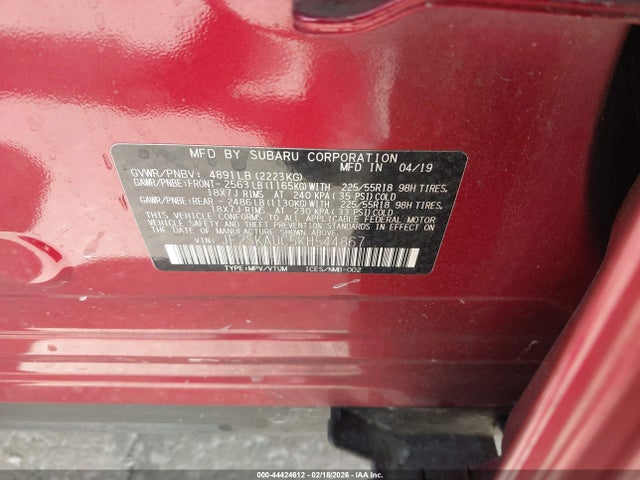 MFD BY SUBARU CORPORATION MFD IN 04/19
GVWR/PNBV: 4891LB (2223KG)
GAWR/PNBE:FRONT- 2563LB (1165KG) WITH 225/55R18 98H TIRES.
18X7J RIMS AT 240 KPA (35 PSI) COLD
GAWR/PNBE:REAR - 2486LB (1130KG) WITH 225/55R18 98H TIRES.
18X7J RIMS AT 230 KPA (33 PSI) COLD
THIS VEHICLE CONFORMS TO ALL APPLICABLE FEDERAL MOTOR
VEHICLE SAFETY AND THEFT PREVENTION STANDARDS IN EFFECT ON
THE DATE OF MANUFACTURE SHOWN ABOVE.
VIN: JF2SKAUC5KH544867
TYPE:MPV/VTUM ICES/NMB-002
000-44424612 - 02/18/2026 - IAAI.COM